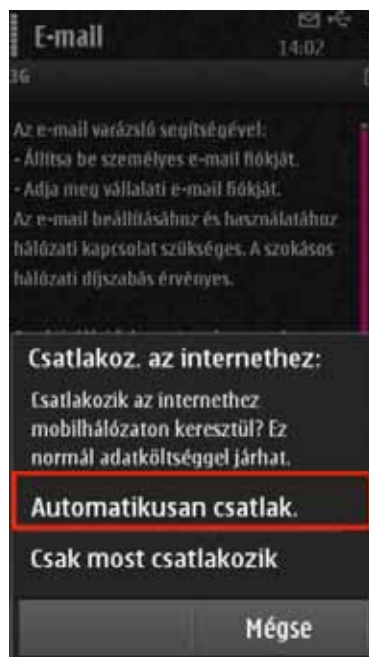 E-mail
14:02
3G
Az e-mail varázsló segítségével:
- Állítsa be személyes e-mail fiókját.
- Adja meg vállalati e-mail fiókját.
Az e-mail beállításához és használatához
hálózati kapcsolat szükséges. A szokásos
hálózati díjszabás érvényes.
Csatlakoz. az internethez:
Csatlakozik az internethez
mobilhálózaton keresztül? Ez
normál adatköltséggel járhat.
Automatikusan csatlak.
Csak most csatlakozik
Mégse